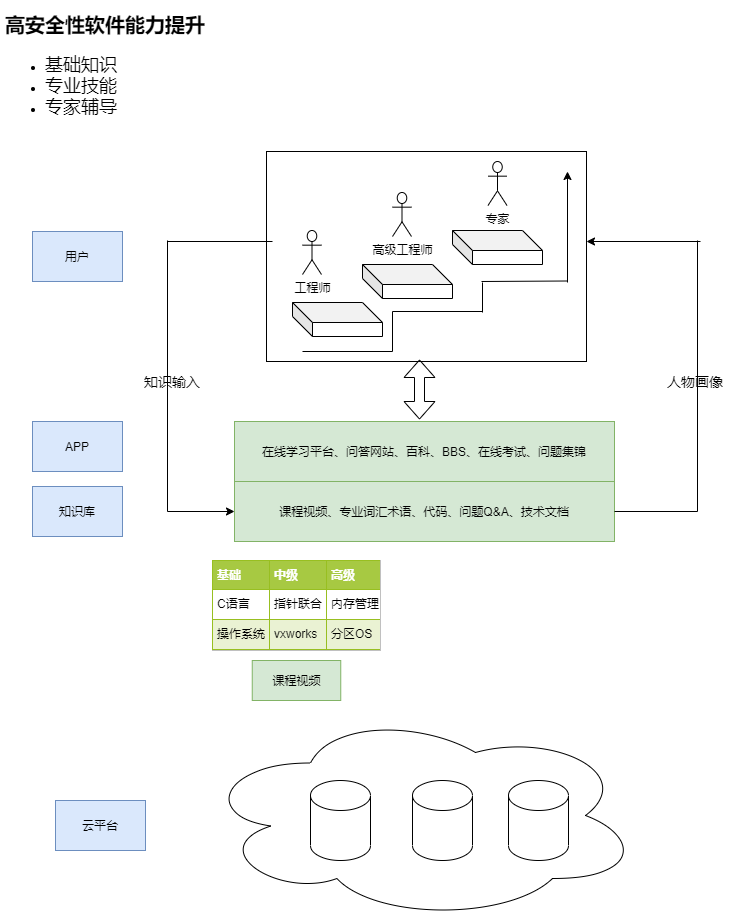 高安全性软件能力提升
基础知识
专业技能
专家辅导
专家
高级工程师
用户
工程师
知识输入
人物画像
APP
在线学习平台、问答网站、百科、BBS、在线考试、问题集锦
知识库
课程视频、专业词汇术语、代码、问题Q&A、技术文档
基础 中级 高级
C语言 指针联合 内存管理
操作系统 vxworks 分区OS
课程视频
云平台